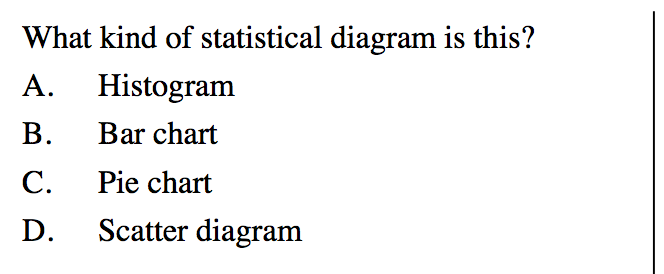 What kind of statistical diagram is this?
A. Histogram
B. Bar chart
C. Pie chart
D. Scatter diagram